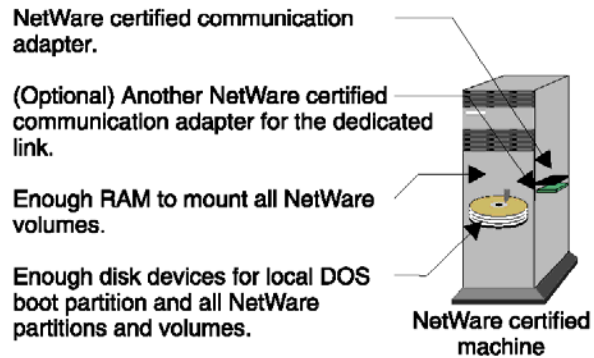 NetWare certified communication
adapter.
(Optional) Another NetWare certified
communication adapter for the dedicated
link.
Enough RAM to mount all NetWare
volumes.
Enough disk devices for local DOS
boot partition and all NetWare
partitions and volumes.
NetWare certified
machine